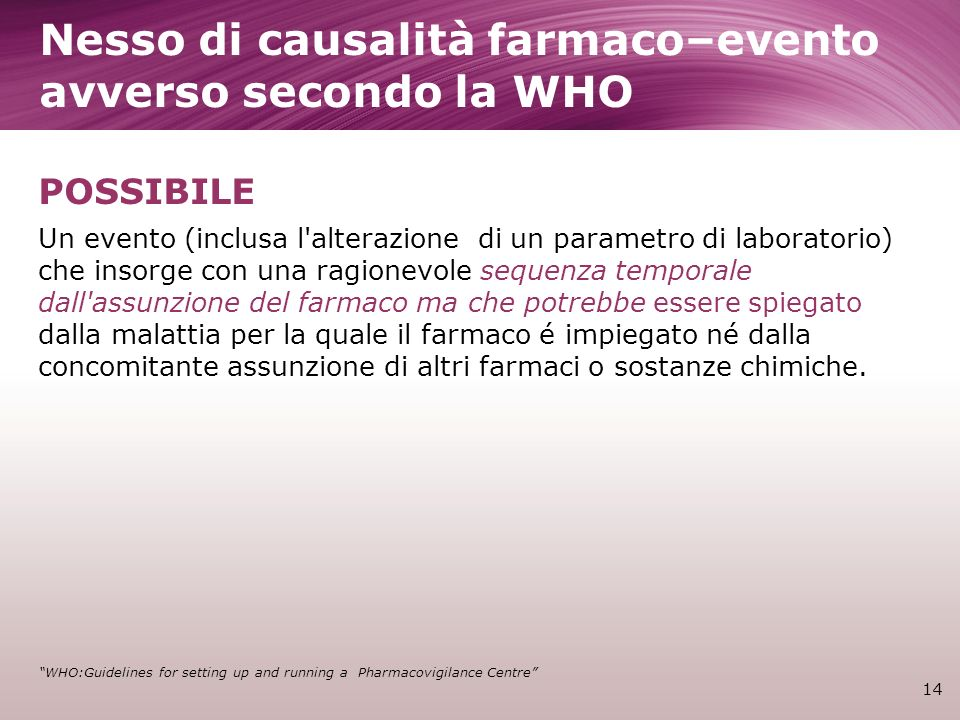 Nesso di causalità farmaco–evento
avverso secondo la WHO
POSSIBILE
Un evento (inclusa l'alterazione  di un parametro di laboratorio)
che insorge con una ragionevole sequenza temporale
dall'assunzione del farmaco ma che potrebbe essere spiegato
dalla malattia per la quale il farmaco é impiegato né dalla
concomitante assunzione di altri farmaci o sostanze chimiche.
“WHO:Guidelines for setting up and running a  Pharmacovigilance Centre”
14